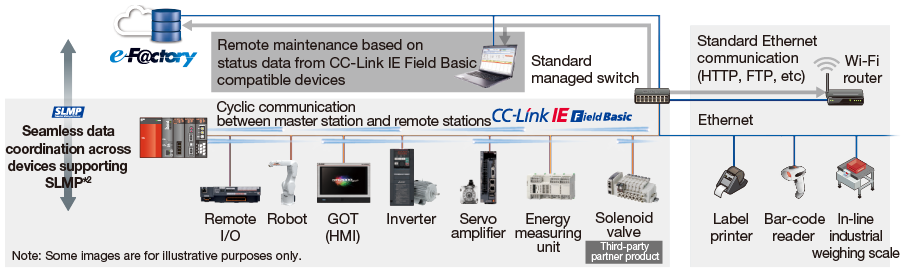 e-F@ctory
Remote maintenance based on
status data from CC-Link IE Field Basic
compatible devices
Standard
managed switch
Standard Ethernet
communication
(HTTP, FTP, etc)
Wi-Fi
router
SLMP
Seamless data
coordination across
devices supporting
SLMP*2
Cyclic communication
between master station and remote stations
CC-Link IE Field Basic
Ethernet
Remote
I/O
Robot
GOT
(HMI)
Inverter
Servo
amplifier
Energy
measuring
unit
Solenoid
valve
Third-party
partner product
Label
printer
Bar-code
reader
In-line
industrial
weighing scale
Note: Some images are for illustrative purposes only.